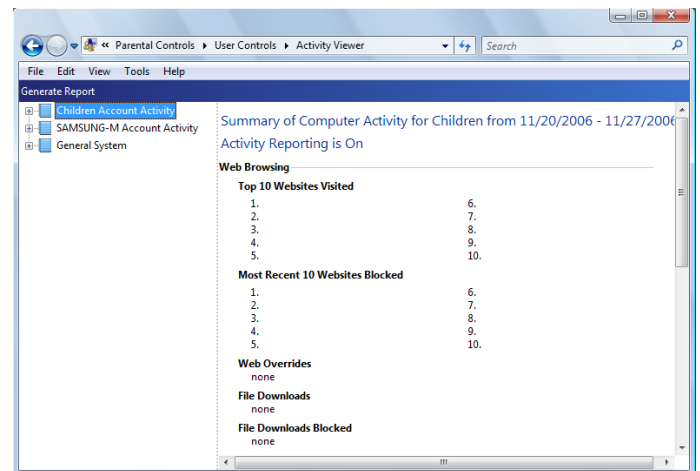 « Parental Controls ▸ User Controls ▸ Activity Viewer
Search
File Edit View Tools Help
Generate Report
Children Account Activity
SAMSUNG-M Account Activity
General System
Summary of Computer Activity for Children from 11/20/2006 - 11/27/2006
Activity Reporting is On
Web Browsing
Top 10 Websites Visited
1. 6.
2. 7.
3. 8.
4. 9.
5. 10.
Most Recent 10 Websites Blocked
1. 6.
2. 7.
3. 8.
4. 9.
5. 10.
Web Overrides
none
File Downloads
none
File Downloads Blocked
none